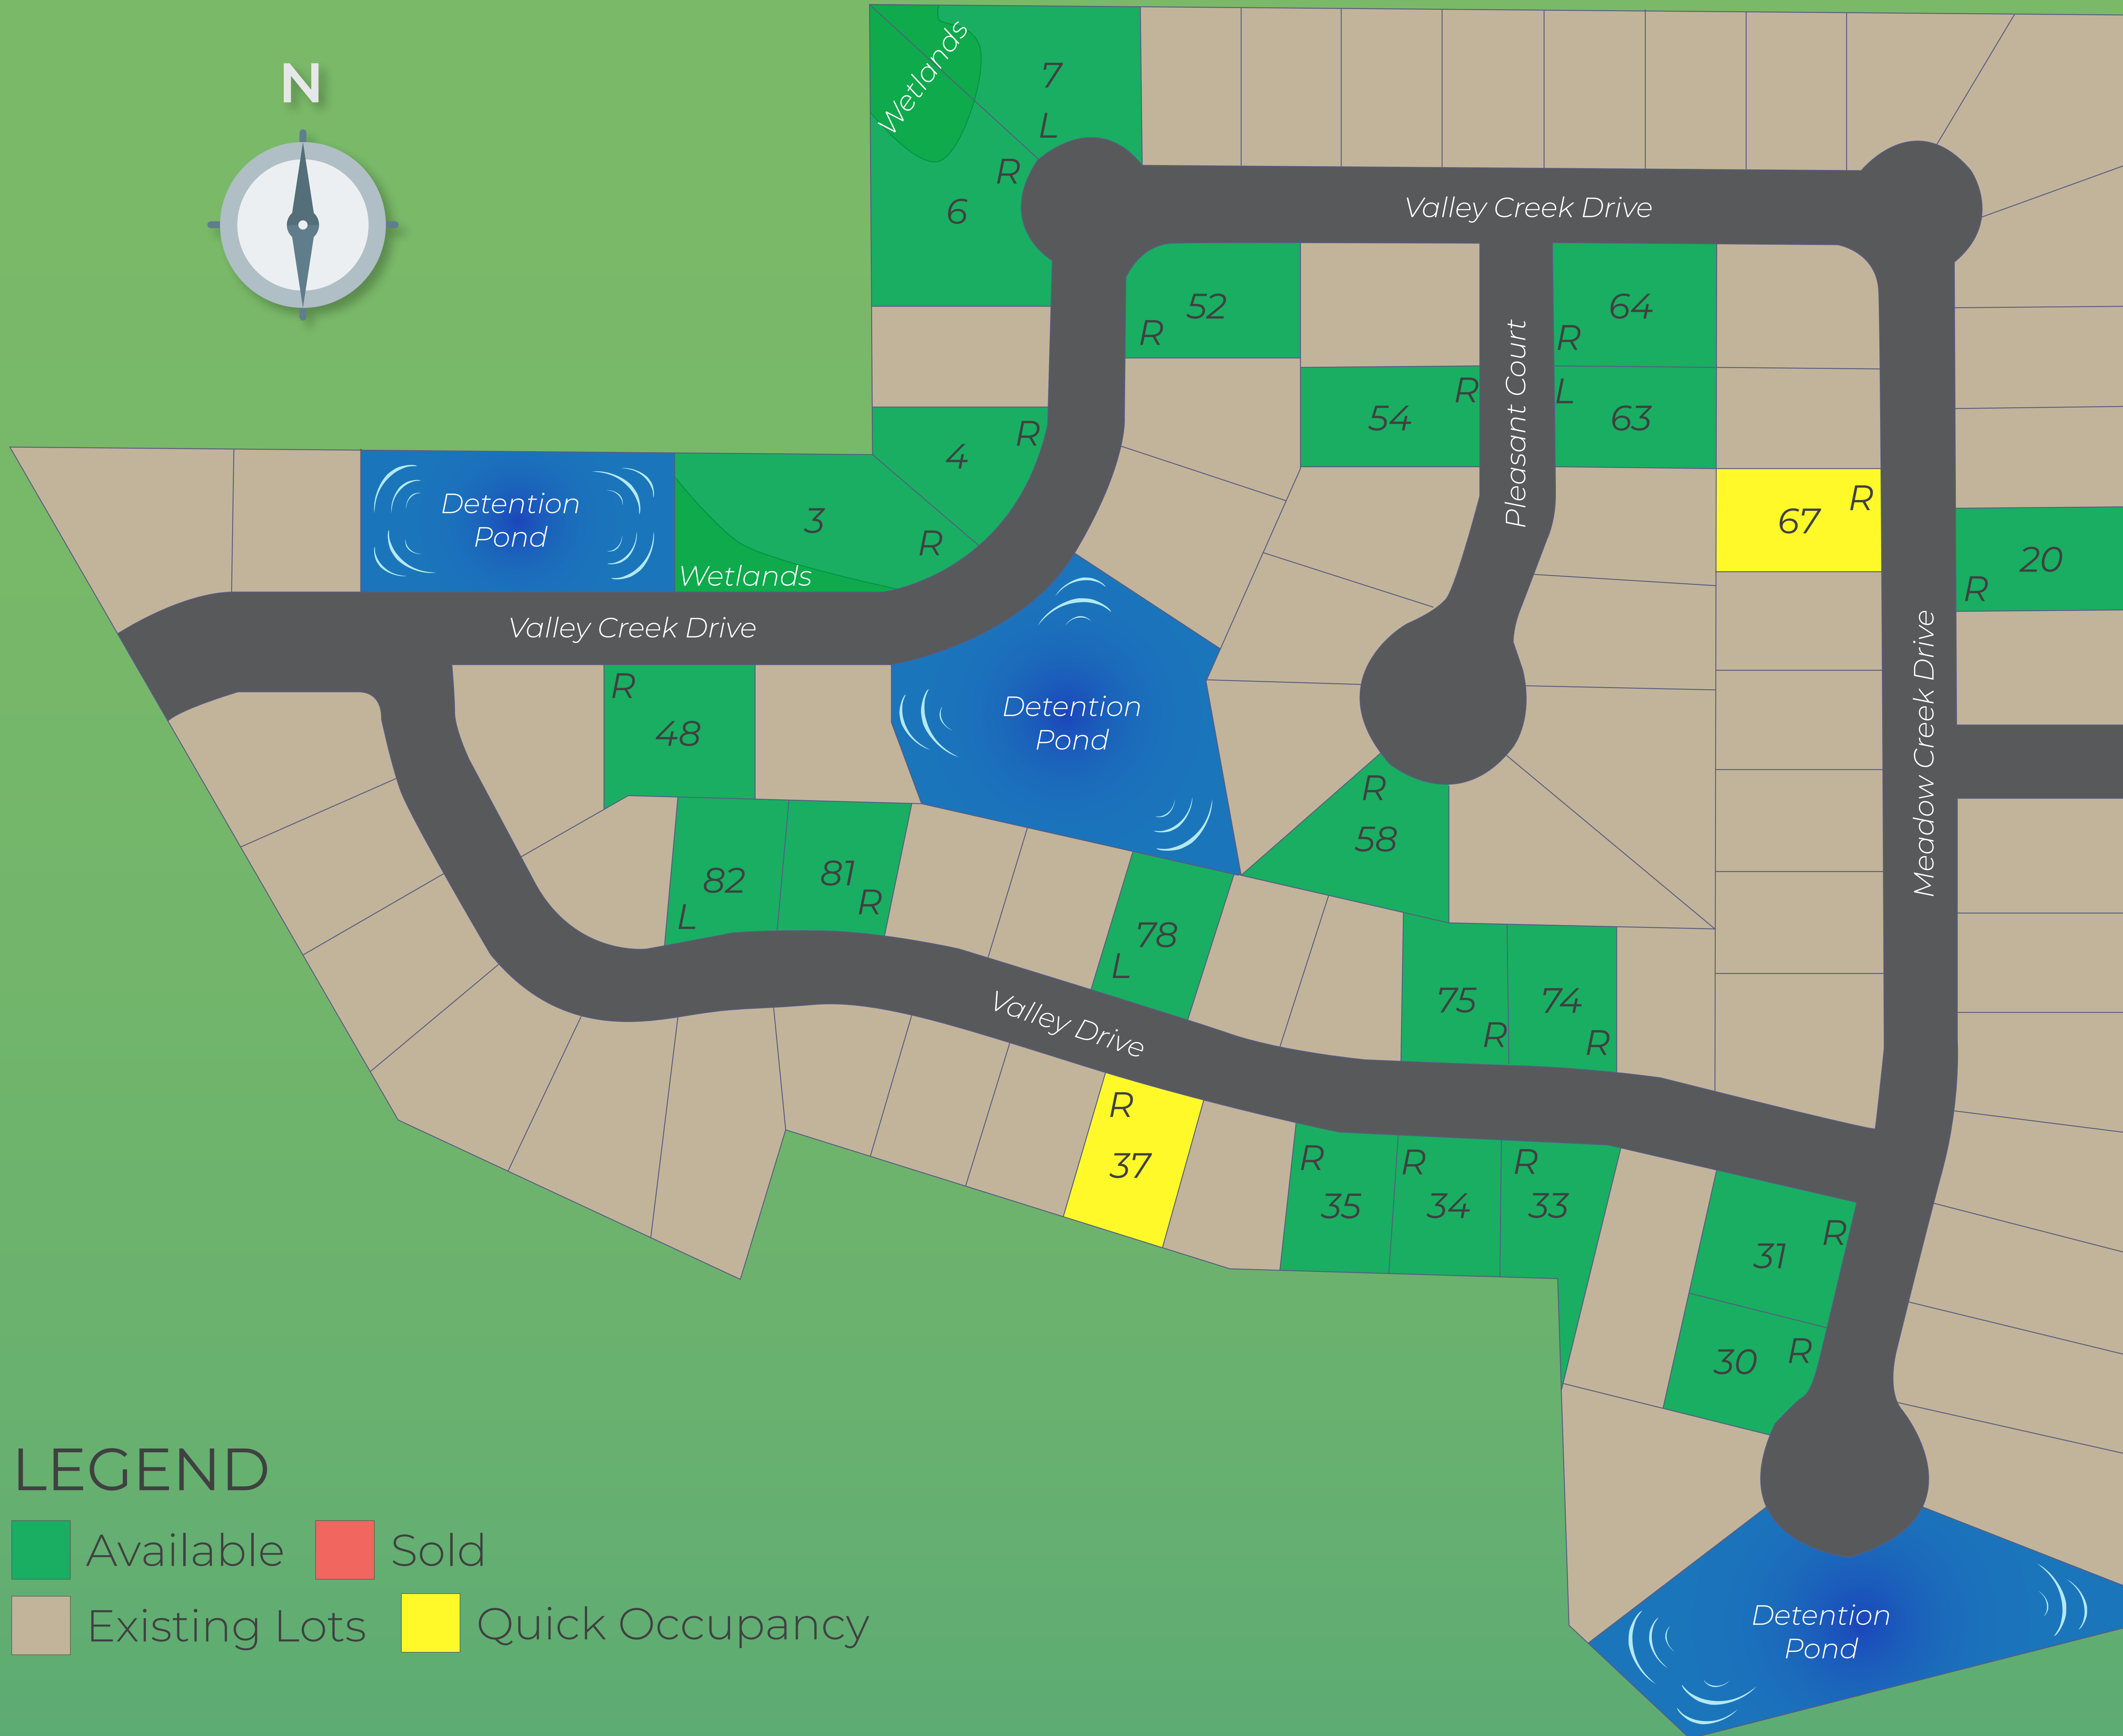 N
Wetlands
7
L
R
6
Valley Creek Drive
52
R
64
R
Pleasant Court
R
54
L
63
R
4
Detention
Pond
3
R
Wetlands
R
67
20
R
Valley Creek Drive
Meadow Creek Drive
R
48
Detention
Pond
R
58
82
L
81
R
78
L
75
R
74
R
Valley Drive
R
37
R
35
R
34
R
33
R
31
R
30
LEGEND
Available
Sold
Existing Lots
Quick Occupancy
Detention
Pond